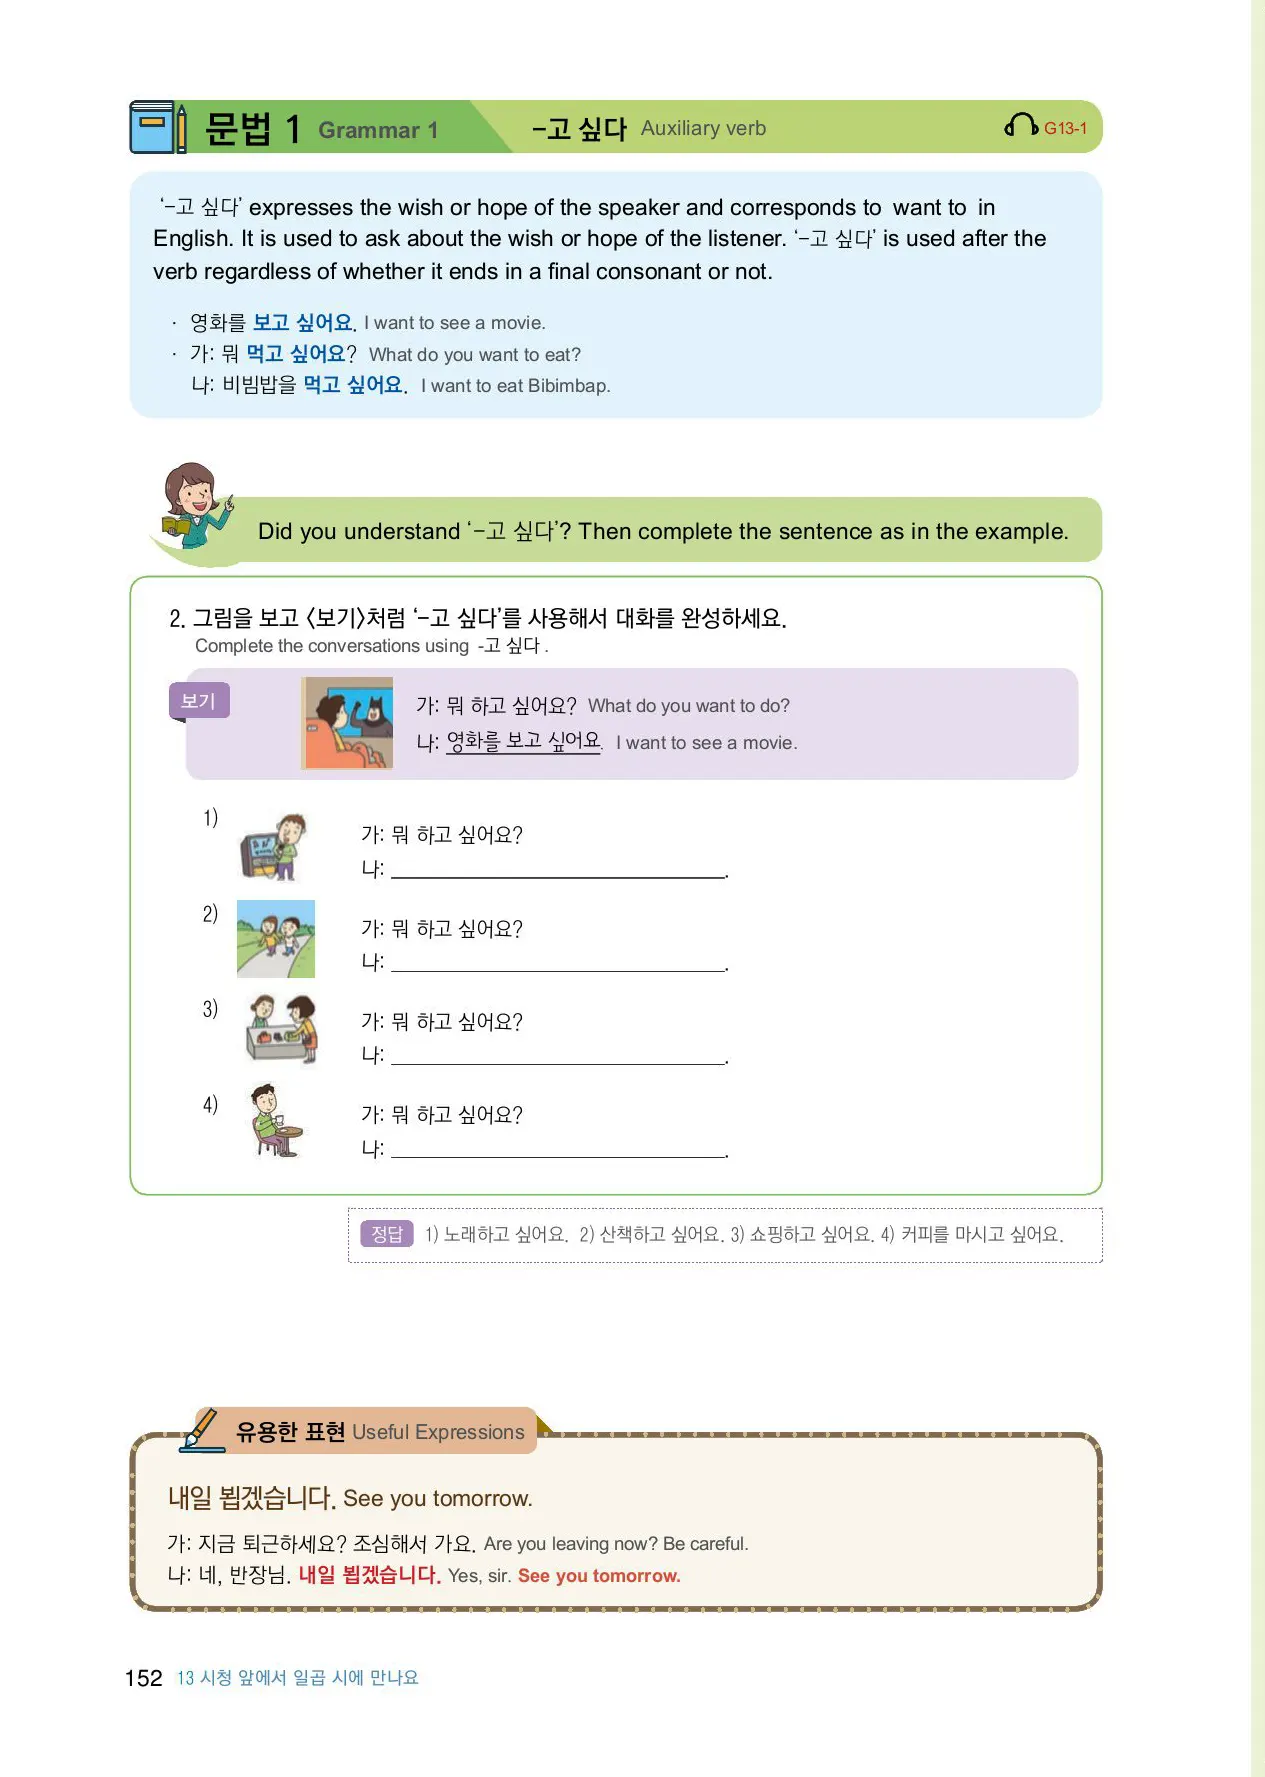 문법 1 Grammar 1 -고 싶다 Auxiliary verb G13-1
‘-고 싶다’ expresses the wish or hope of the speaker and corresponds to want to in
English. It is used to ask about the wish or hope of the listener. ‘-고 싶다’ is used after the
verb regardless of whether it ends in a final consonant or not.
· 영화를 보고 싶어요. I want to see a movie.
· 가: 뭐 먹고 싶어요? What do you want to eat?
나: 비빔밥을 먹고 싶어요. I want to eat Bibimbap.
Did you understand ‘-고 싶다’? Then complete the sentence as in the example.
2. 그림을 보고 <보기>처럼 ‘-고 싶다’를 사용해서 대화를 완성하세요.
Complete the conversations using -고 싶다 .
보기
가: 뭐 하고 싶어요? What do you want to do?
나: 영화를 보고 싶어요. I want to see a movie.
1)
가: 뭐 하고 싶어요?
나: ______________________.
2)
가: 뭐 하고 싶어요?
나: ______________________.
3)
가: 뭐 하고 싶어요?
나: ______________________.
4)
가: 뭐 하고 싶어요?
나: ______________________.
정답 1) 노래하고 싶어요. 2) 산책하고 싶어요. 3) 쇼핑하고 싶어요. 4) 커피를 마시고 싶어요.
유용한 표현 Useful Expressions
내일 뵙겠습니다. See you tomorrow.
가: 지금 퇴근하세요? 조심해서 가요. Are you leaving now? Be careful.
나: 네, 반장님. 내일 뵙겠습니다. Yes, sir. See you tomorrow.
152 13 시청 앞에서 일곱 시에 만나요